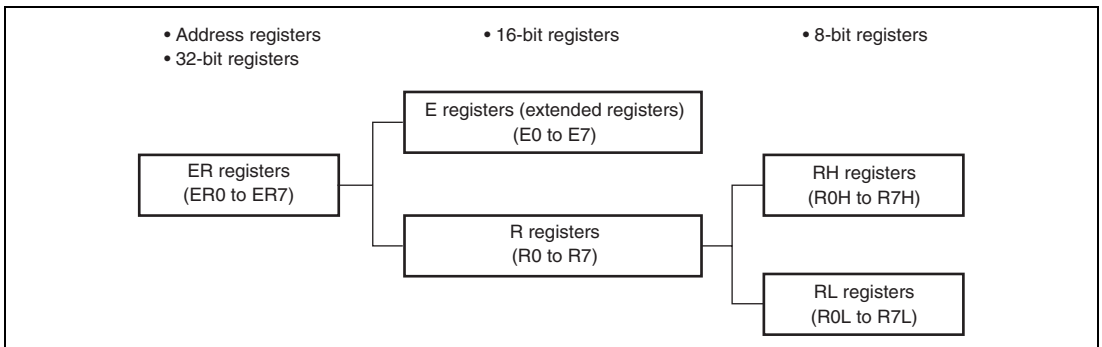 • Address registers
• 32-bit registers
• 16-bit registers
• 8-bit registers
E registers (extended registers)
(E0 to E7)
ER registers
(ER0 to ER7)
RH registers
(R0H to R7H)
R registers
(R0 to R7)
RL registers
(R0L to R7L)